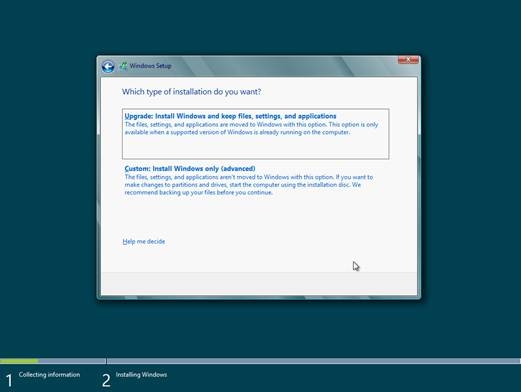 Windows Setup
Which type of installation do you want?
Upgrade: Install Windows and keep files, settings, and applications
The files, settings, and applications are moved to Windows with this option. This option is only
available when a supported version of Windows is already running on the computer.
Custom: Install Windows only (advanced)
The files, settings, and applications aren't moved to Windows with this option. If you want to
make changes to partitions and drives, start the computer using the installation disc. We
recommend backing up your files before you continue.
Help me decide
1 Collecting information
2 Installing Windows